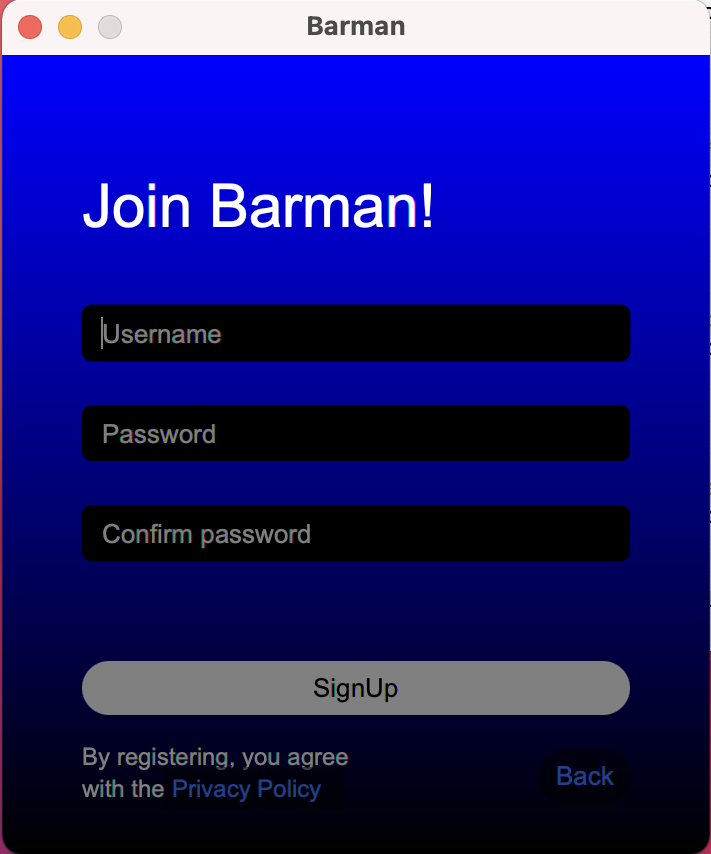 Barman
Join Barman!
Username
Password
Confirm password
SignUp
By registering, you agree
with the Privacy Policy
Back